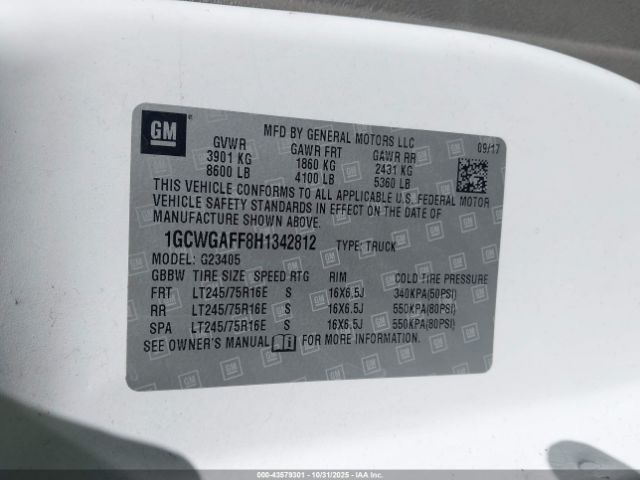 GM
MFD BY GENERAL MOTORS LLC
09/17
GVWR GAWR FRT GAWR RR
3901 KG 1860 KG 2431 KG
8600 LB 4100 LB 5360 LB
THIS VEHICLE CONFORMS TO ALL APPLICABLE U.S. FEDERAL MOTOR
VEHICLE SAFETY STANDARDS IN EFFECT ON THE DATE OF
MANUFACTURE SHOWN ABOVE.
1GCWGAFF8H1342812 TYPE: TRUCK
MODEL: G23405
GBBW TIRE SIZE SPEED RTG RIM COLD TIRE PRESSURE
FRT LT245/75R16E S 16X6.5J 340KPA(50PSI)
RR LT245/75R16E S 16X6.5J 550KPA(80PSI)
SPA LT245/75R16E S 16X6.5J 550KPA(80PSI)
SEE OWNER'S MANUAL i FOR MORE INFORMATION.
000-43579301 - 10/31/2025 - IAAI.COM